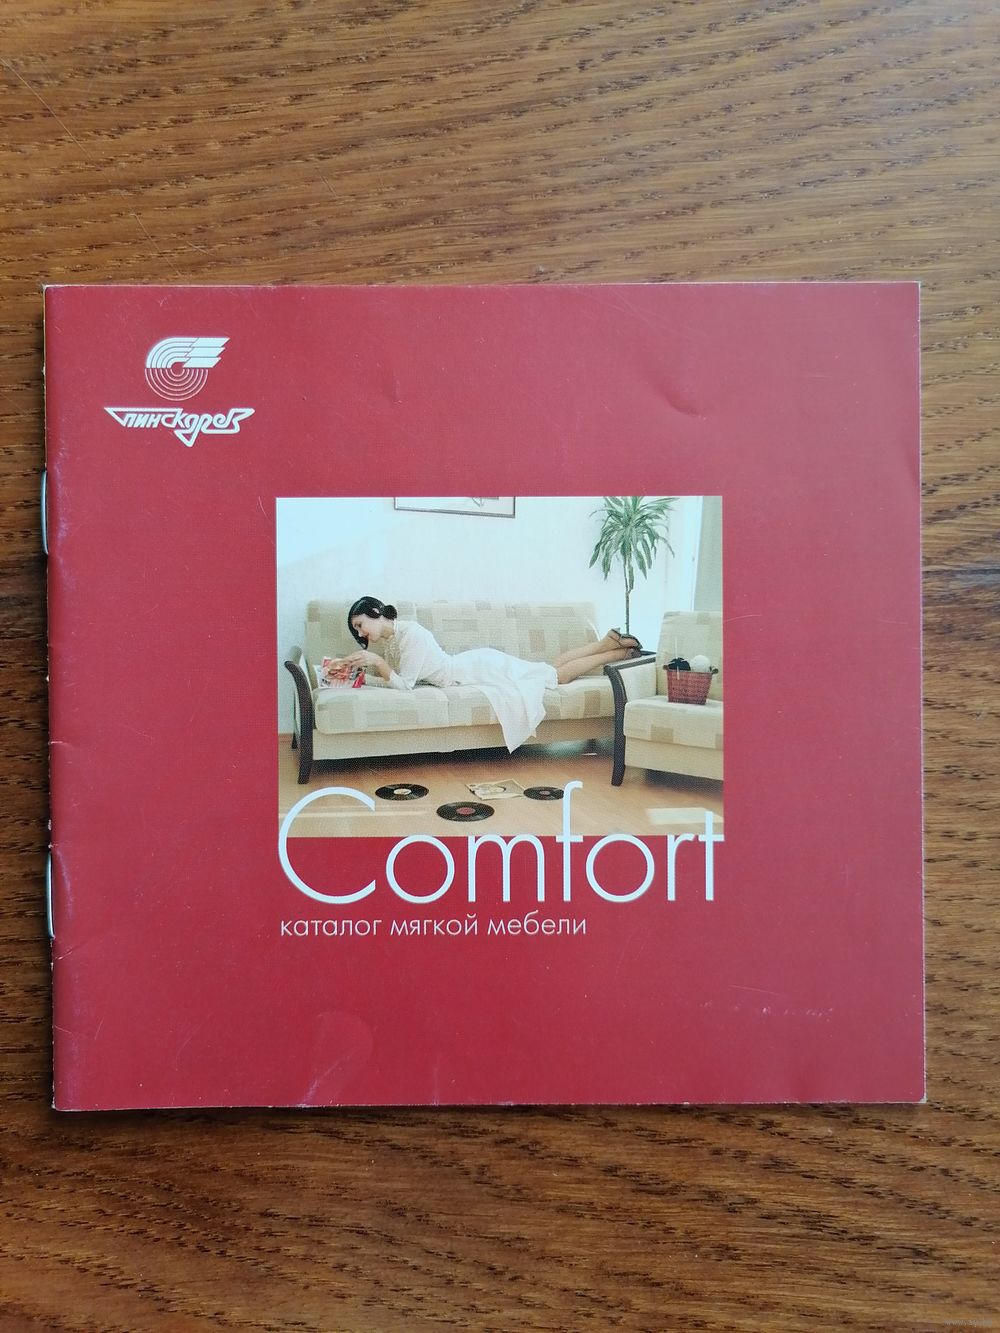 пинскдрев
Comfort
каталог мягкой мебели